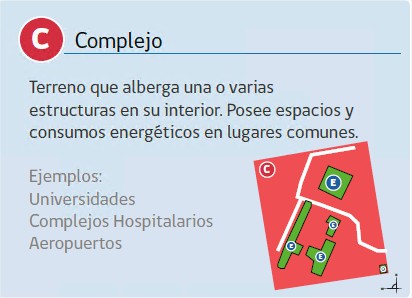 C Complejo
Terreno que alberga una o varias
estructuras en su interior. Posee espacios y
consumos energéticos en lugares comunes.
Ejemplos:
Universidades
Complejos Hospitalarios
Aeropuertos
C
E
E
E